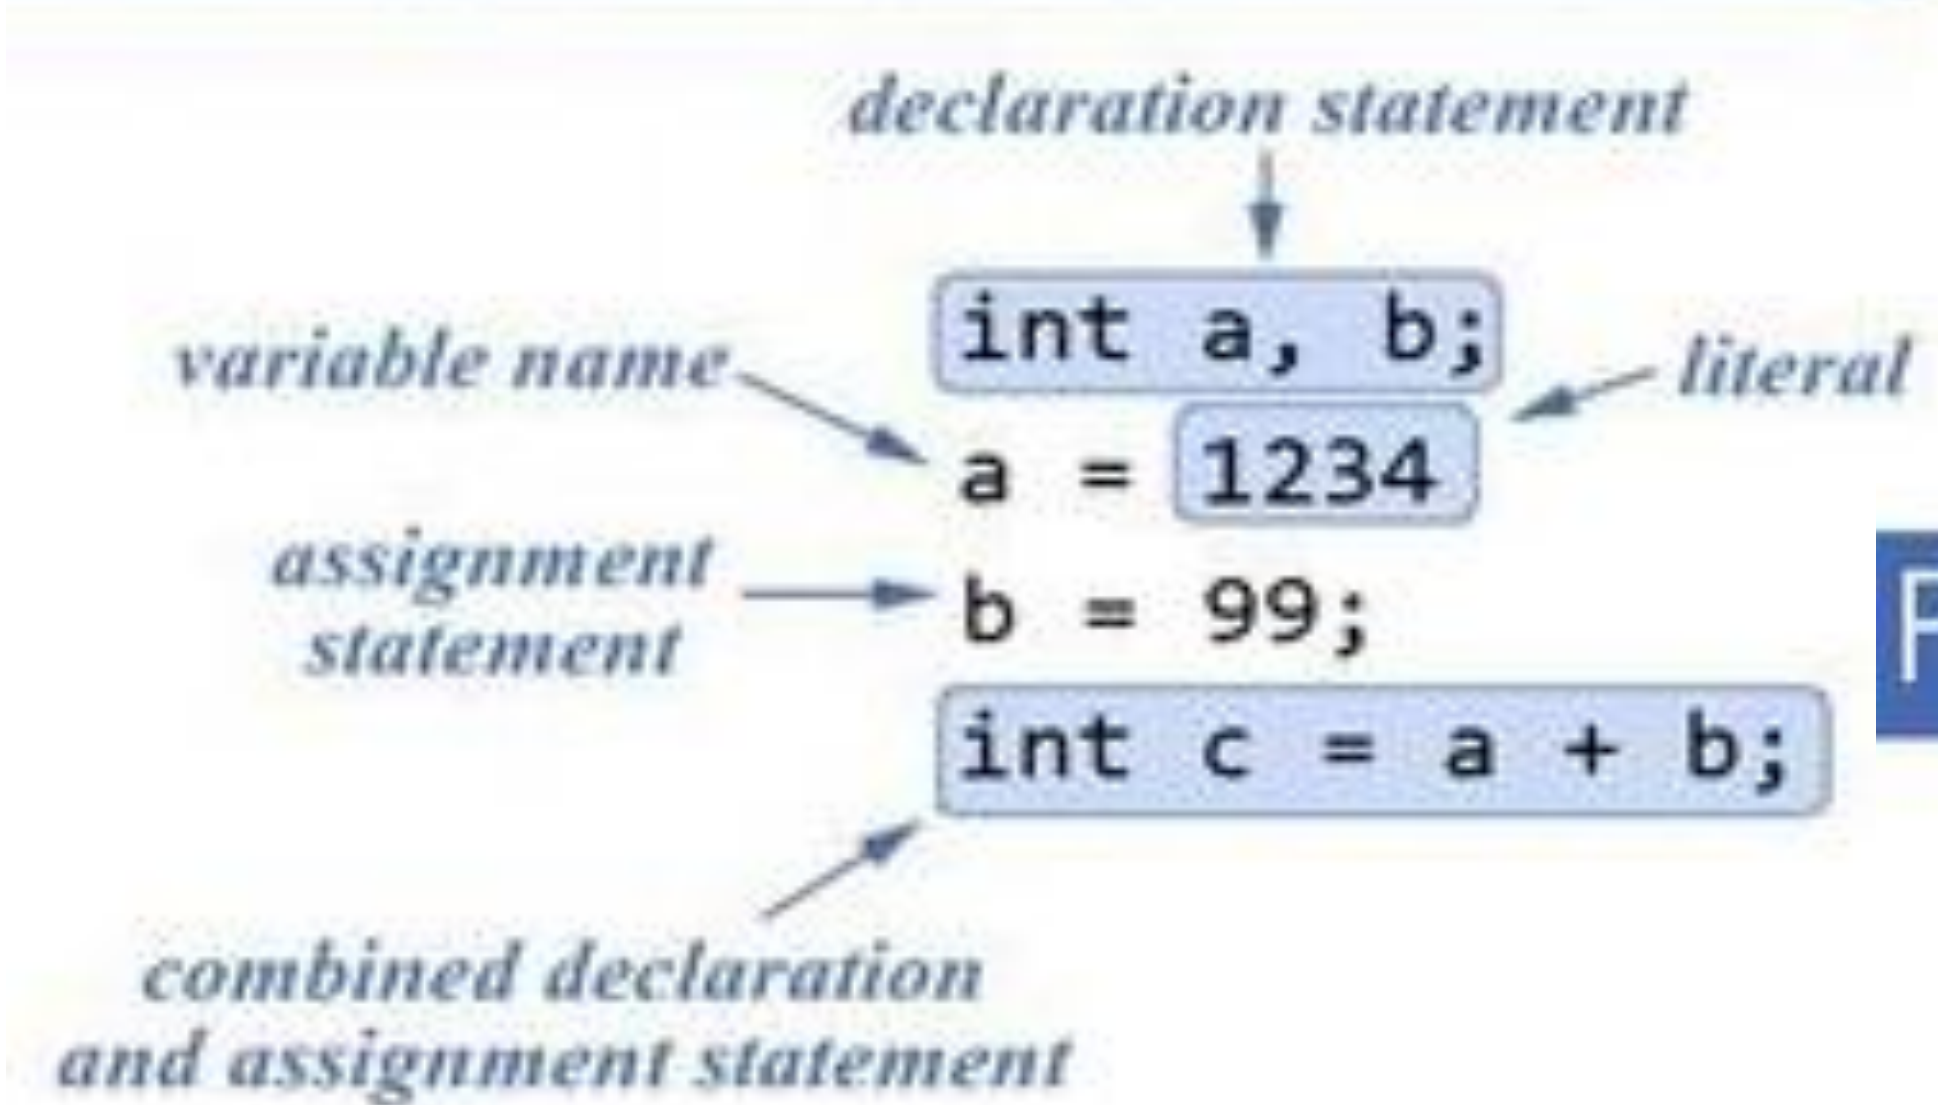 declaration statement
int a, b;
variable name
literal
a = 1234
assignment
statement
b = 99;
int c = a + b;
combined declaration
and assignment statement